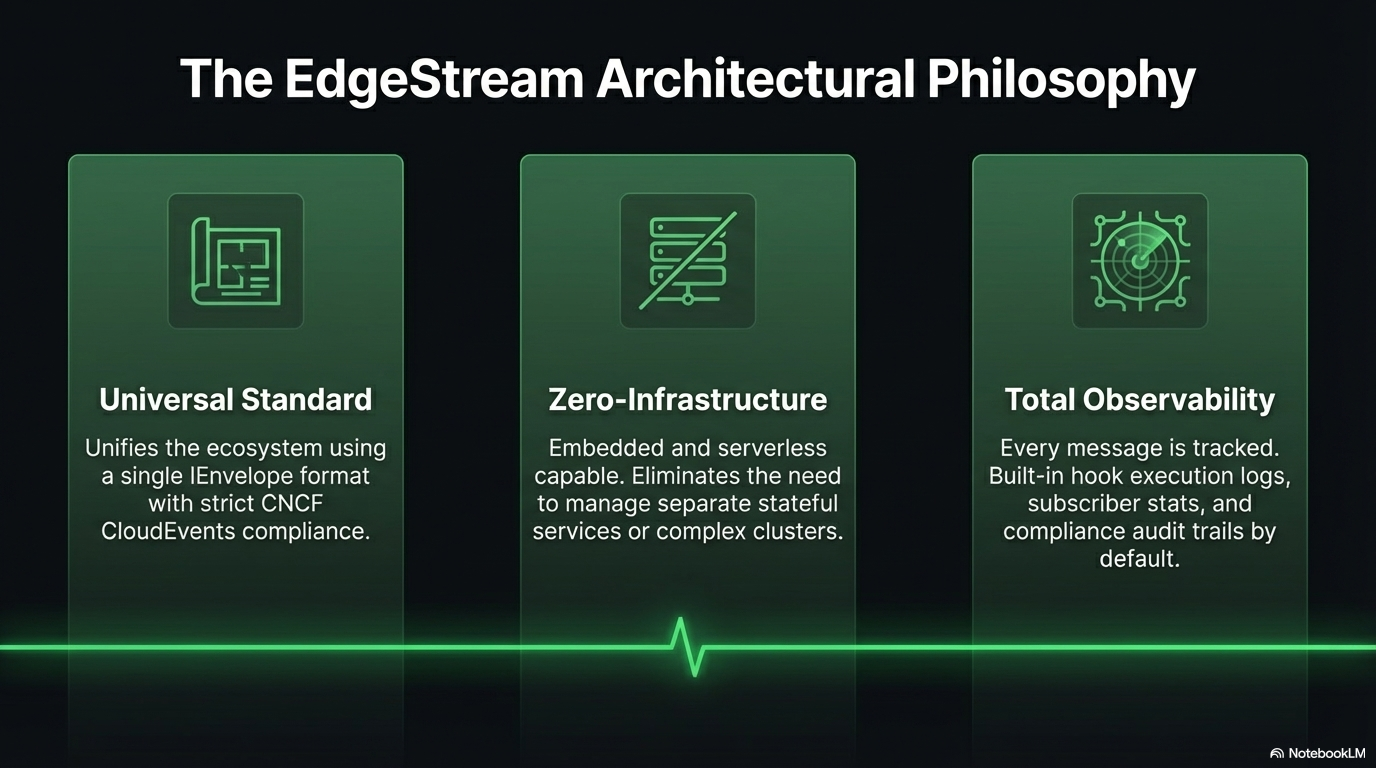 The EdgeStream Architectural Philosophy
Universal Standard
Unifies the ecosystem using
a single IEnvelope format
with strict CNCF
CloudEvents compliance.
Zero-Infrastructure
Embedded and serverless
capable. Eliminates the need
to manage separate stateful
services or complex clusters.
Total Observability
Every message is tracked.
Built-in hook execution logs,
subscriber stats, and
compliance audit trails by
default.
NotebookLM